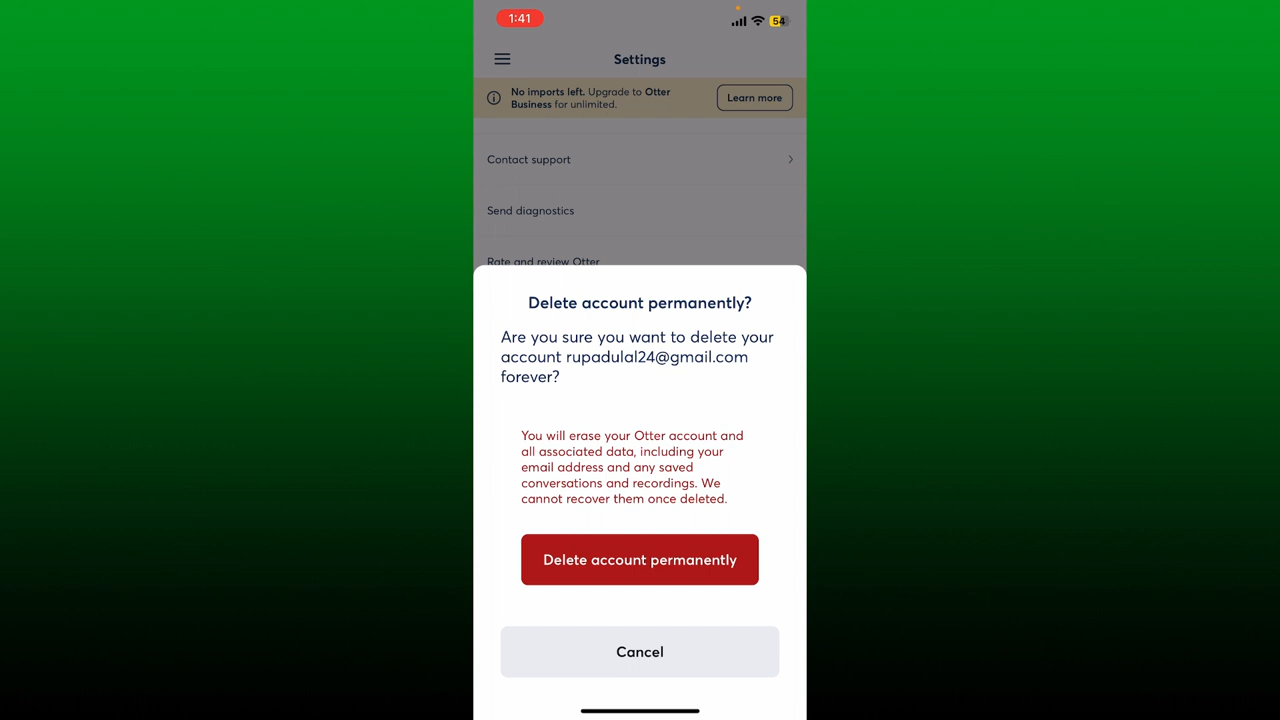 1:41
54
Settings
No imports left. Upgrade to Otter
Business for unlimited.
Learn more
Contact support
Send diagnostics
Rate and review Otter
Delete account permanently?
Are you sure you want to delete your
account rupadulal24@gmail.com
forever?
You will erase your Otter account and
all associated data, including your
email address and any saved
conversations and recordings. We
cannot recover them once deleted.
Delete account permanently
Cancel